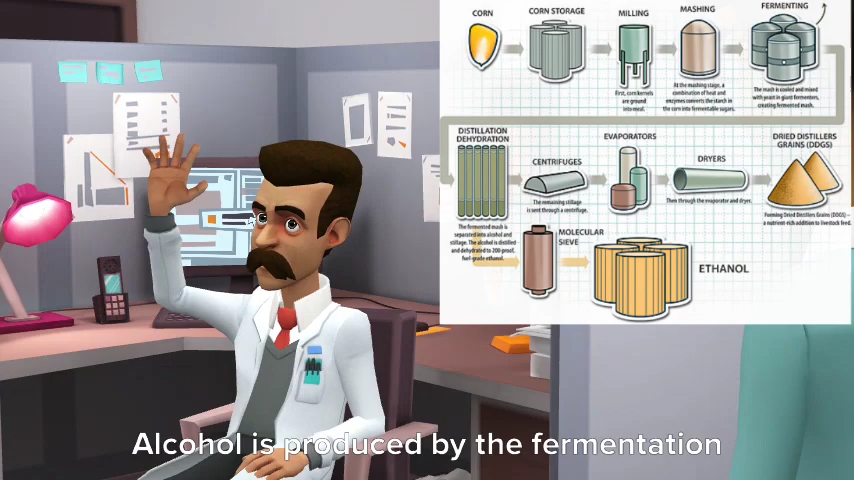 CORN
CORN STORAGE
MILLING
MASHING
FERMENTING
First, corn kernels
are ground
into meal.
At the mashing stage, a
combination of heat and
enzymes converts the starch in
the corn into fermentable sugars.
The mash is cooled and mixed
with yeast in giant fermenters,
creating fermented mash.
DISTILLATION
DEHYDRATION
CENTRIFUGES
EVAPORATORS
DRYERS
DRIED DISTILLERS
GRAINS (DDGS)
The fermented mash is
separated into alcohol and
stillage. The alcohol is distilled
and dehydrated to 200-proof,
fuel-grade ethanol.
The remaining stillage
is sent through a centrifuge.
Then through the evaporator and dryer.
Forming Dried Distillers Grains (DDGS) –
a nutrient-rich addition to livestock feed.
MOLECULAR
SIEVE
ETHANOL
Alcohol is produced by the fermentation